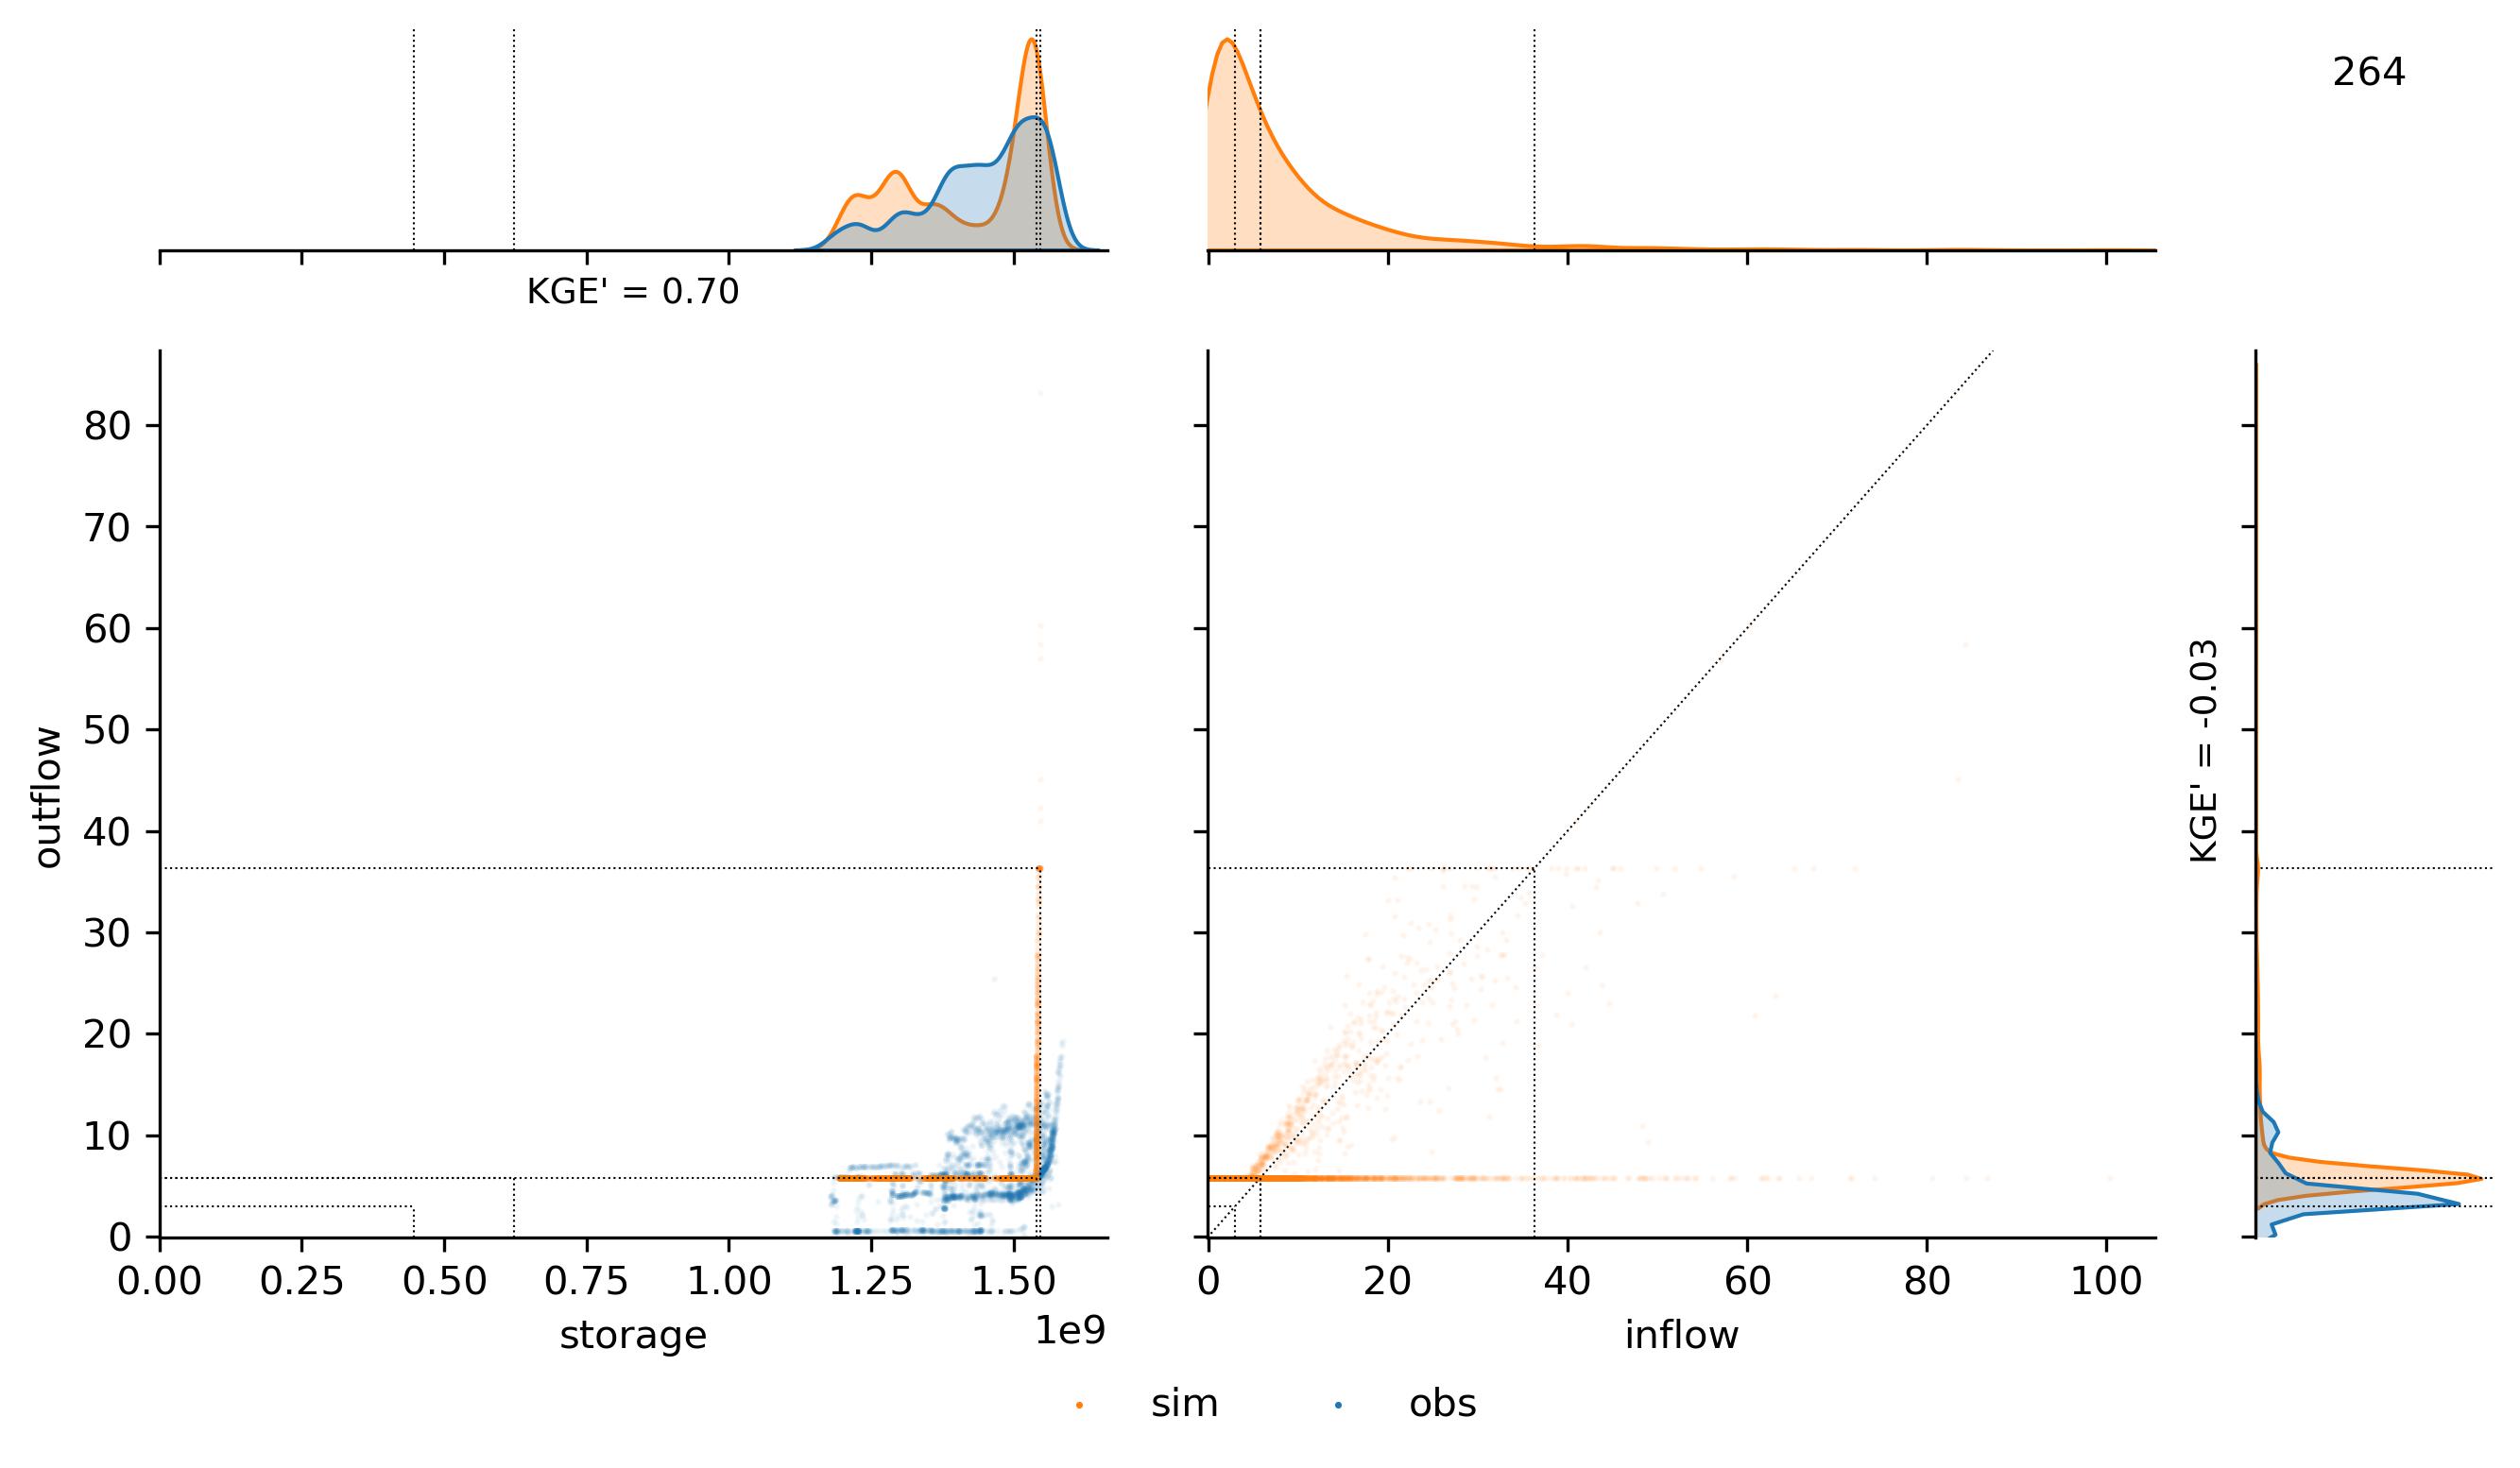 264
KGE' = 0.70
outflow
80
70
60
50
40
30
20
10
0
0.00 0.25 0.50 0.75 1.00 1.25 1.50
1e9
storage
0 20 40 60 80 100
inflow
KGE' = -0.03
sim obs